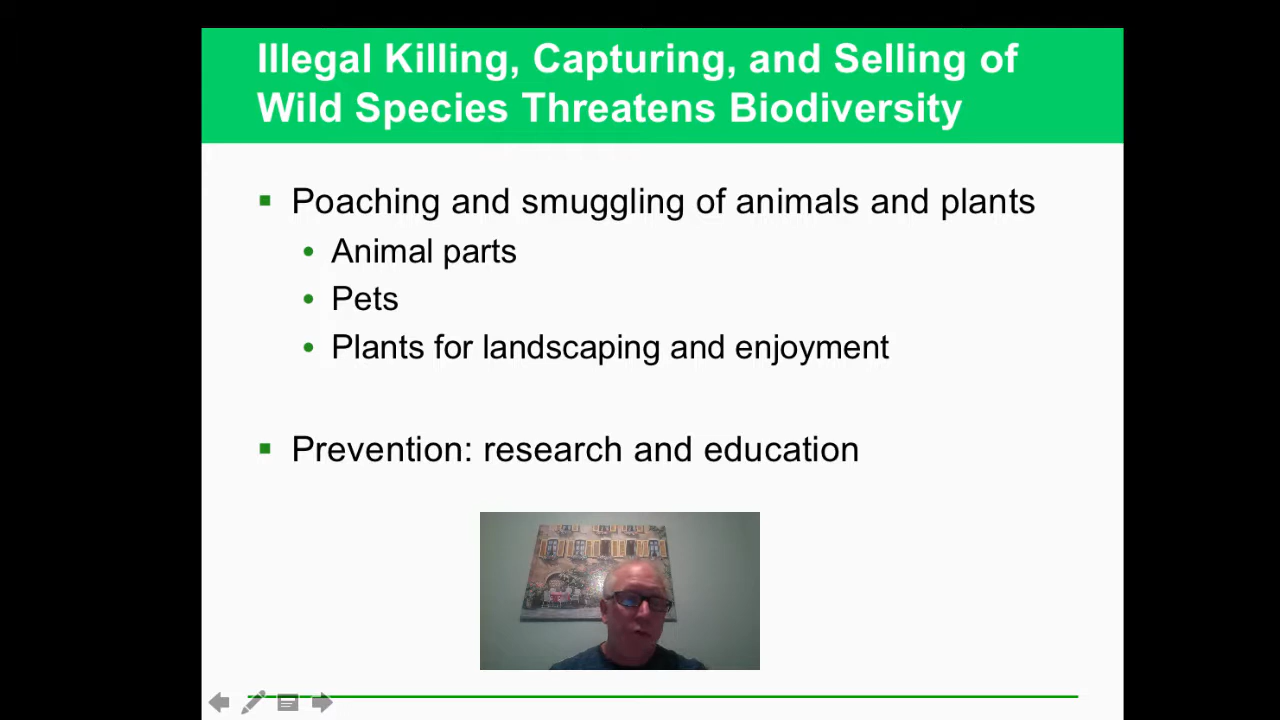 Illegal Killing, Capturing, and Selling of
Wild Species Threatens Biodiversity
Poaching and smuggling of animals and plants
Animal parts
Pets
Plants for landscaping and enjoyment
Prevention: research and education